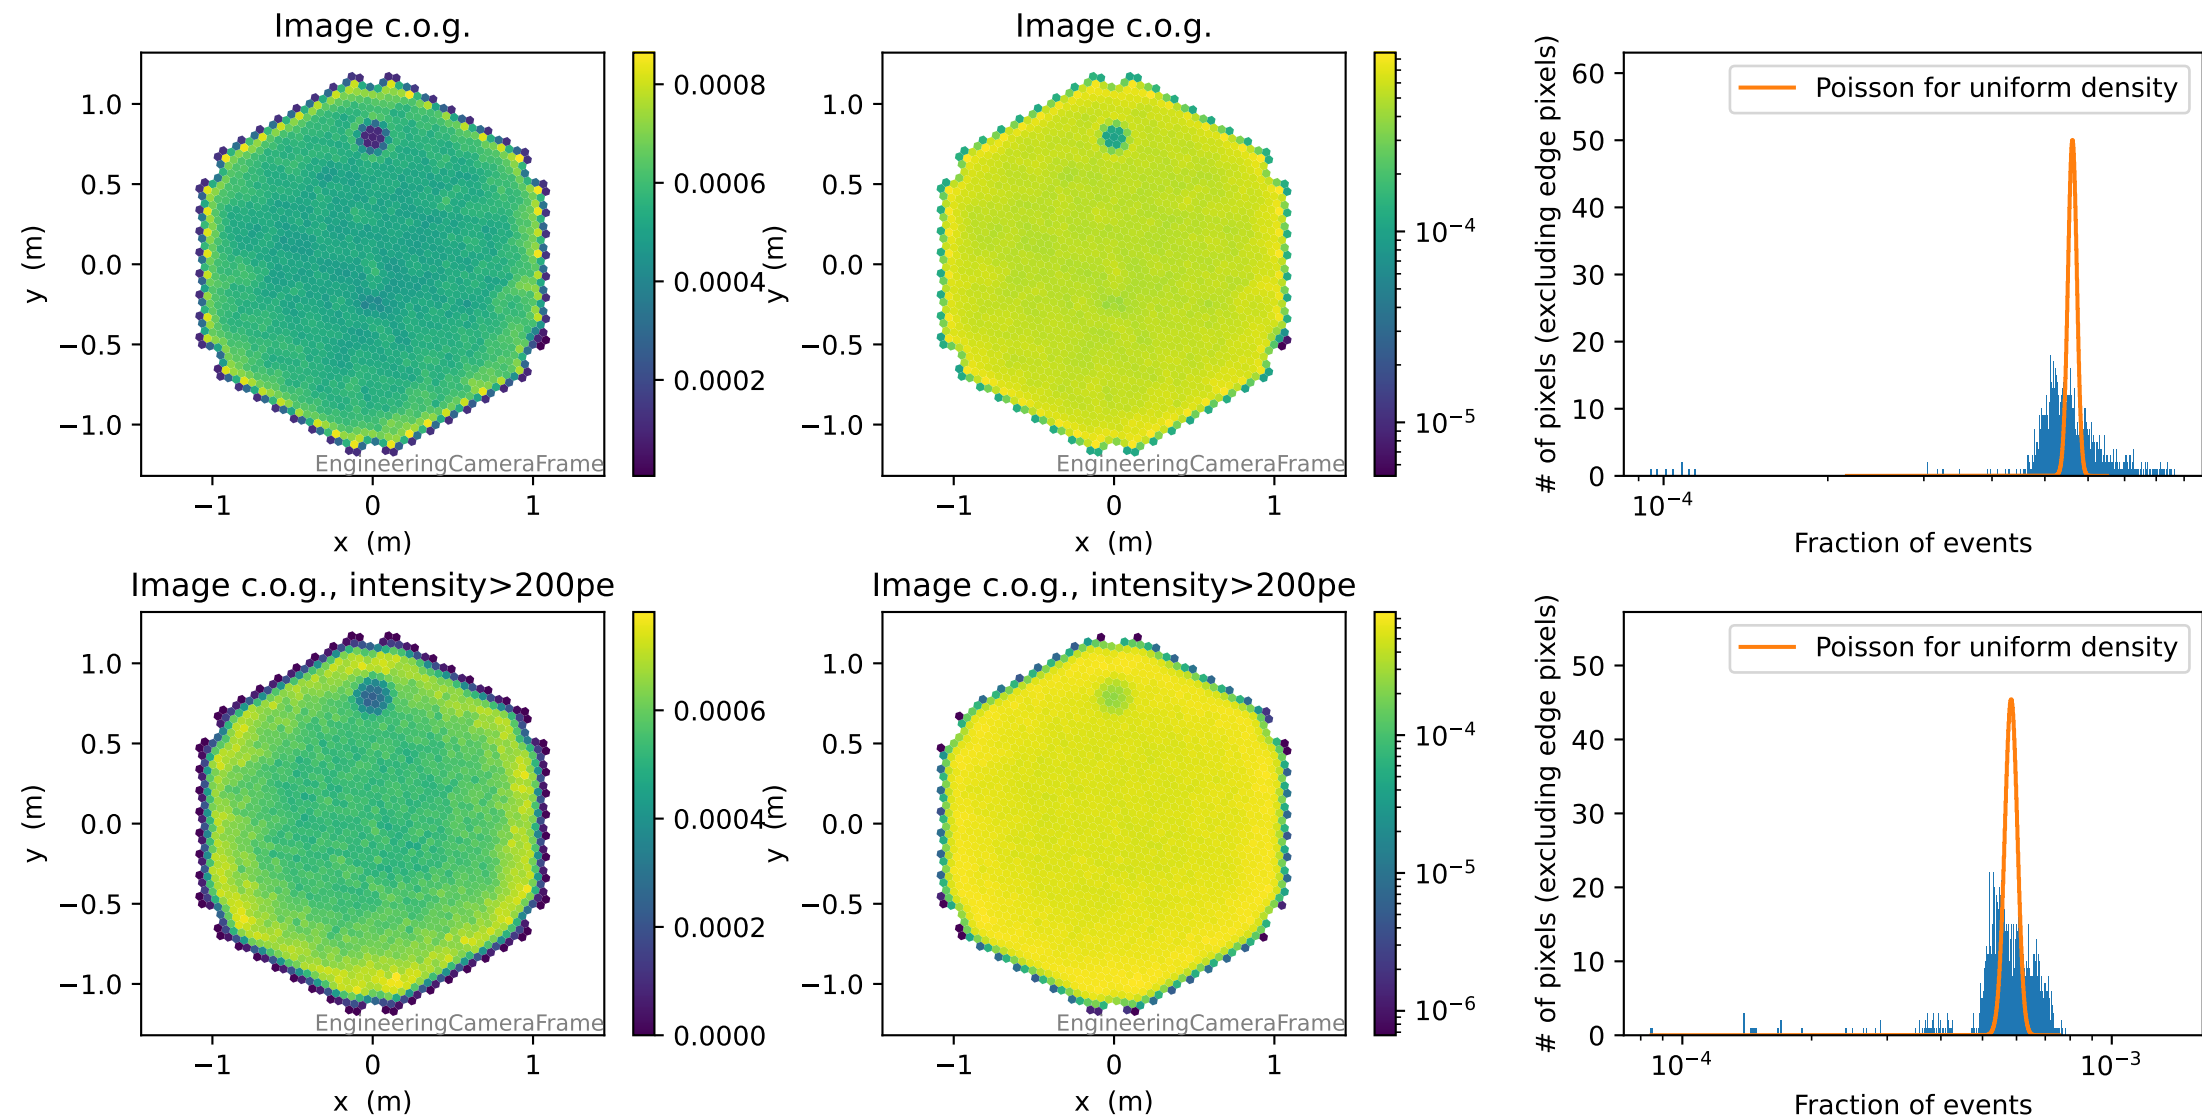 Image c.o.g.
1.0
0.5
0.0
−0.5
−1.0
y (m)
−1
0
1
x (m)
EngineeringCameraFrame
0.0008
0.0006
0.0004
0.0002
Image c.o.g.
1.0
0.5
0.0
−0.5
−1.0
y (m)
−1
0
1
x (m)
EngineeringCameraFrame
10−4
10−5
Poisson for uniform density
60
50
40
30
20
10
0
# of pixels (excluding edge pixels)
10−4
Fraction of events
Image c.o.g., intensity>200pe
1.0
0.5
0.0
−0.5
−1.0
y (m)
−1
0
1
x (m)
EngineeringCameraFrame
0.0006
0.0004
0.0002
0.0000
Image c.o.g., intensity>200pe
1.0
0.5
0.0
−0.5
−1.0
y (m)
−1
0
1
x (m)
EngineeringCameraFrame
10−4
10−5
10−6
Poisson for uniform density
50
40
30
20
10
0
# of pixels (excluding edge pixels)
10−4
10−3
Fraction of events